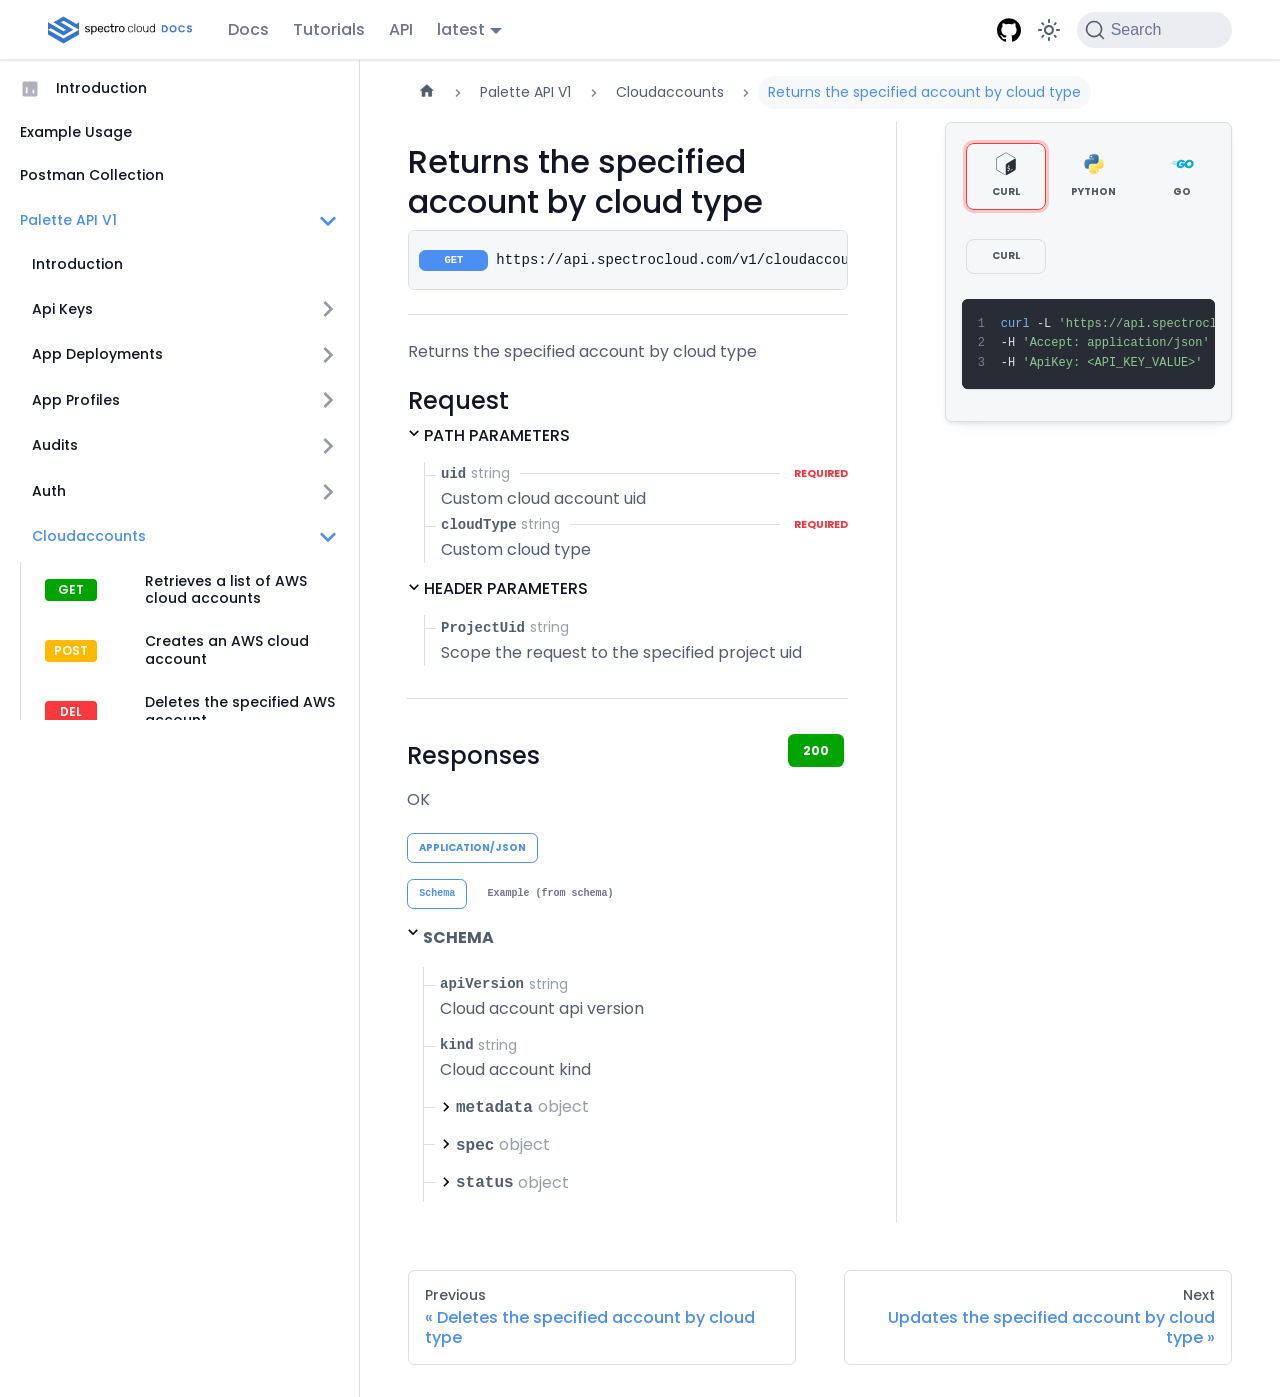 spectro cloud DOCS
Docs
Tutorials
API
latest
Search
Introduction
Example Usage
Postman Collection
Palette API V1
Introduction
Api Keys
App Deployments
App Profiles
Audits
Auth
Cloudaccounts
GET
Retrieves a list of AWS
cloud accounts
POST
Creates an AWS cloud
account
DEL
Deletes the specified AWS
account
Palette API V1
Cloudaccounts
Returns the specified account by cloud type
Returns the specified
account by cloud type
GET
https://api.spectrocloud.com/v1/cloudaccou
Returns the specified account by cloud type
Request
PATH PARAMETERS
uid string
REQUIRED
Custom cloud account uid
cloudType string
REQUIRED
Custom cloud type
HEADER PARAMETERS
ProjectUid string
Scope the request to the specified project uid
Responses
200
OK
APPLICATION/JSON
Schema
Example (from schema)
SCHEMA
apiVersion string
Cloud account api version
kind string
Cloud account kind
metadata object
spec object
status object
CURL
PYTHON
GO
CURL
1 curl -L 'https://api.spectrocl
2 -H 'Accept: application/json'
3 -H 'ApiKey: <API_KEY_VALUE>'
Previous
« Deletes the specified account by cloud
type
Next
Updates the specified account by cloud
type »